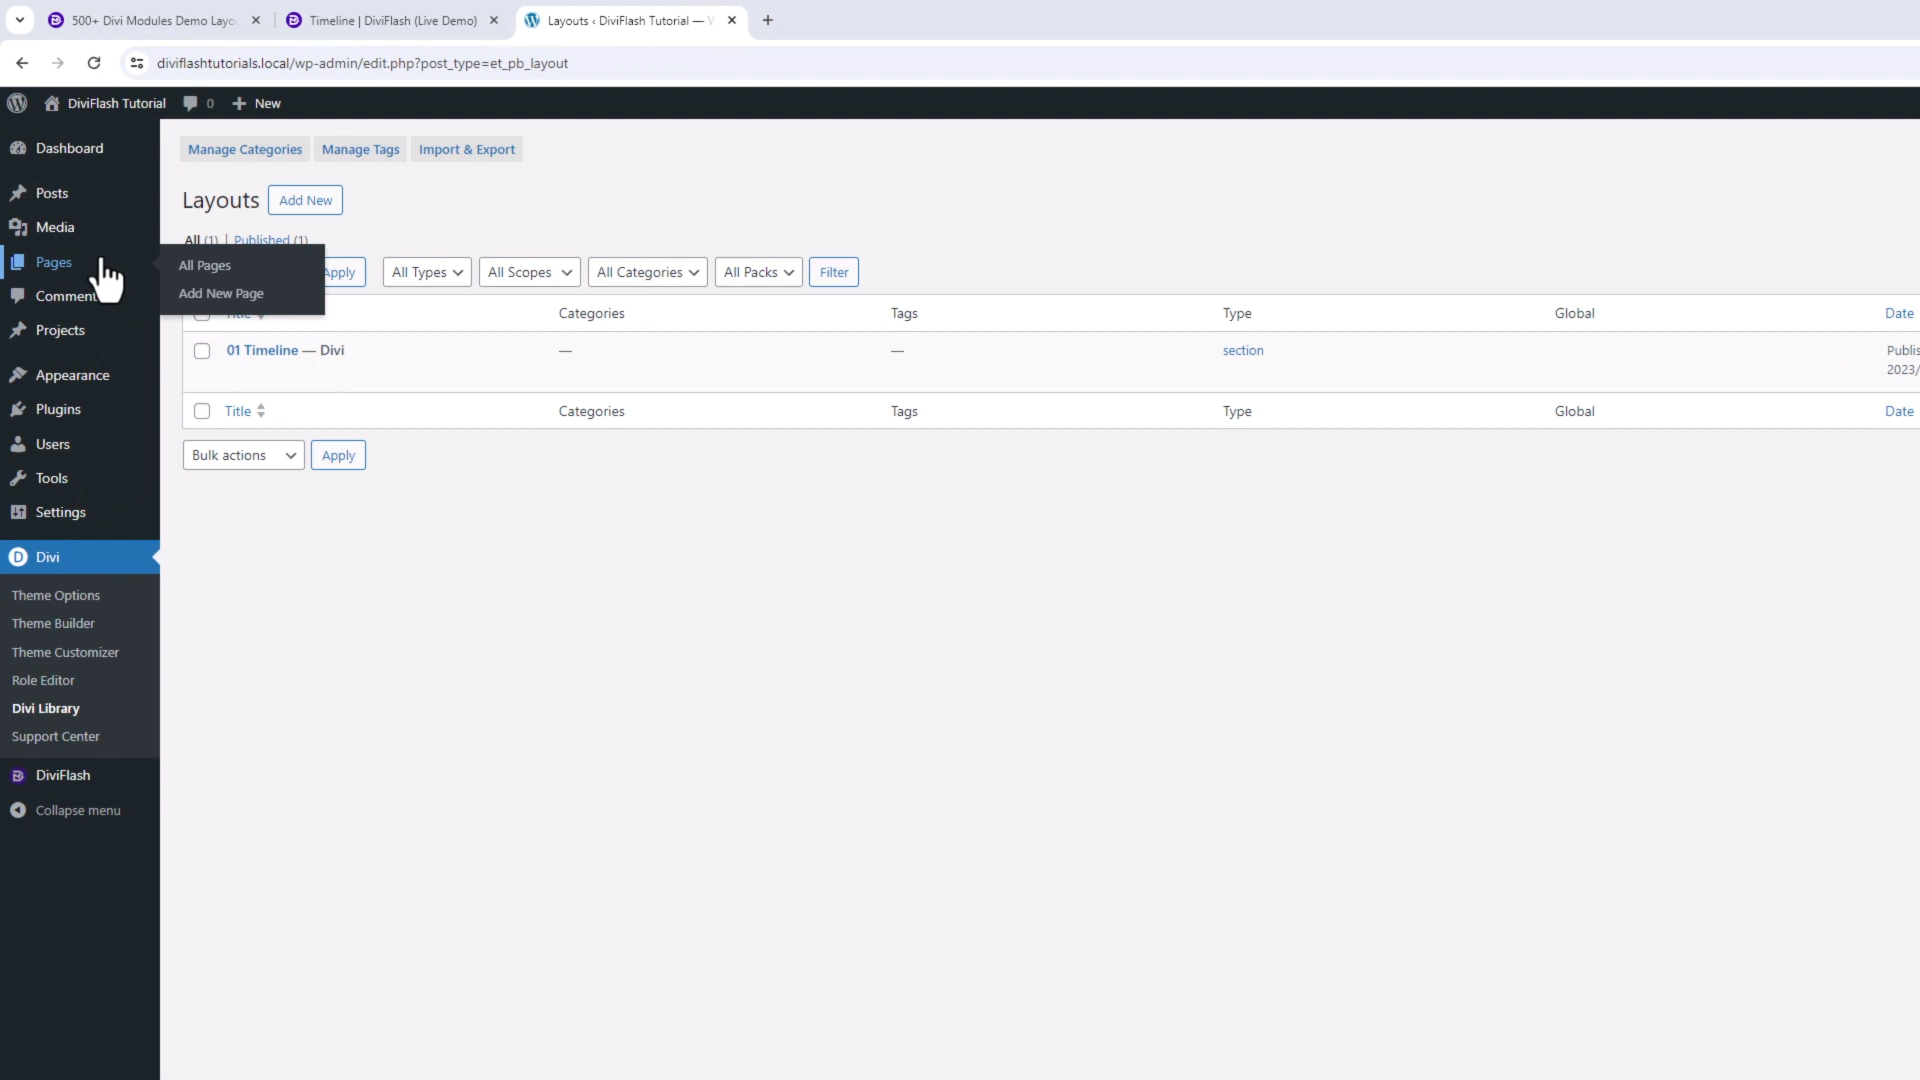 500+ Divi Modules Demo Layo
Timeline | DiviFlash (Live Demo)
Layouts ‹ DiviFlash Tutorial —
diviflashtutorials.local/wp-admin/edit.php?post_type=et_pb_layout
DiviFlash Tutorial
0
New
Dashboard
Posts
Media
Pages
Comment
Projects
Appearance
Plugins
Users
Tools
Settings
Divi
Theme Options
Theme Builder
Theme Customizer
Role Editor
Divi Library
Support Center
DiviFlash
Collapse menu
All Pages
Add New Page
Manage Categories
Manage Tags
Import & Export
Layouts
Add New
All (1) | Published (1)
Apply
All Types
All Scopes
All Categories
All Packs
Filter
Title
Categories
Tags
Type
Global
Date
01 Timeline — Divi
—
—
section
Publis
2023/
Title
Categories
Tags
Type
Global
Date
Bulk actions
Apply